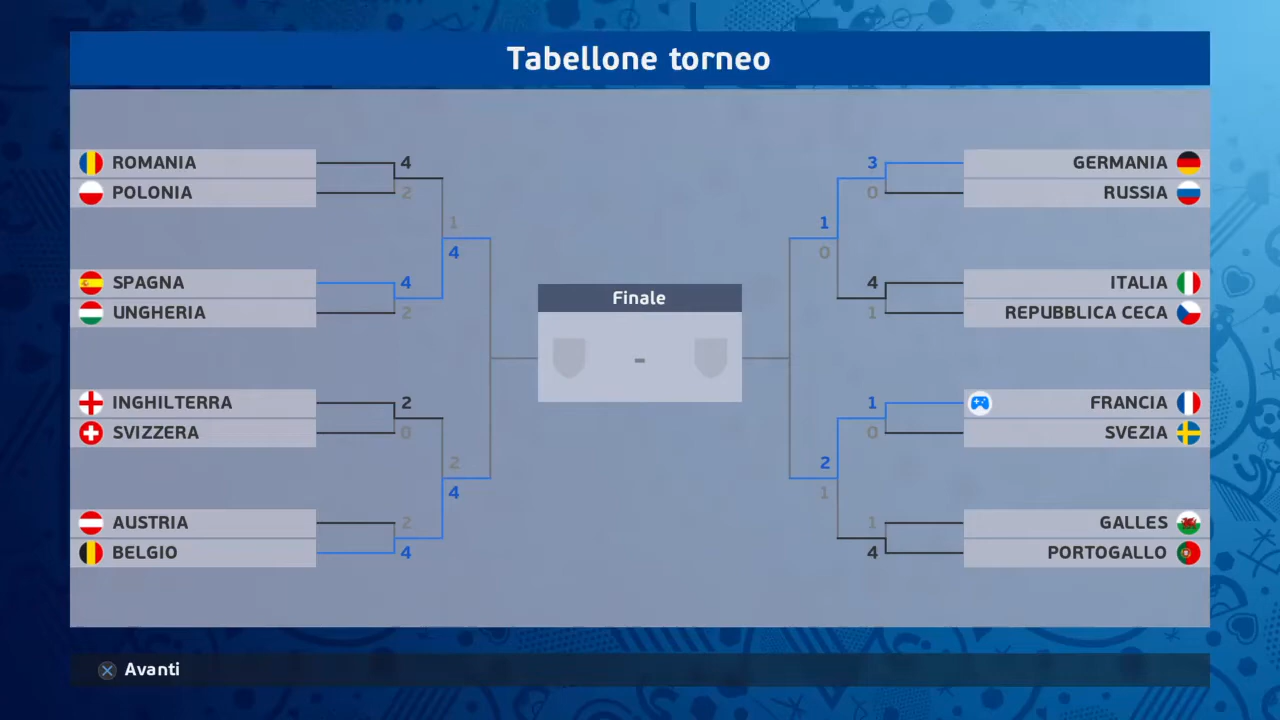 Tabellone torneo
ROMANIA 4 3 GERMANIA
POLONIA 2 0 RUSSIA
1 1
4 0
SPAGNA 4 4 ITALIA
UNGHERIA 2 1 REPUBBLICA CECA
Finale
-
INGHILTERRA 2 1 FRANCIA
SVIZZERA 0 0 SVEZIA
2 2
4 1
AUSTRIA 2 1 GALLES
BELGIO 4 4 PORTOGALLO
Avanti